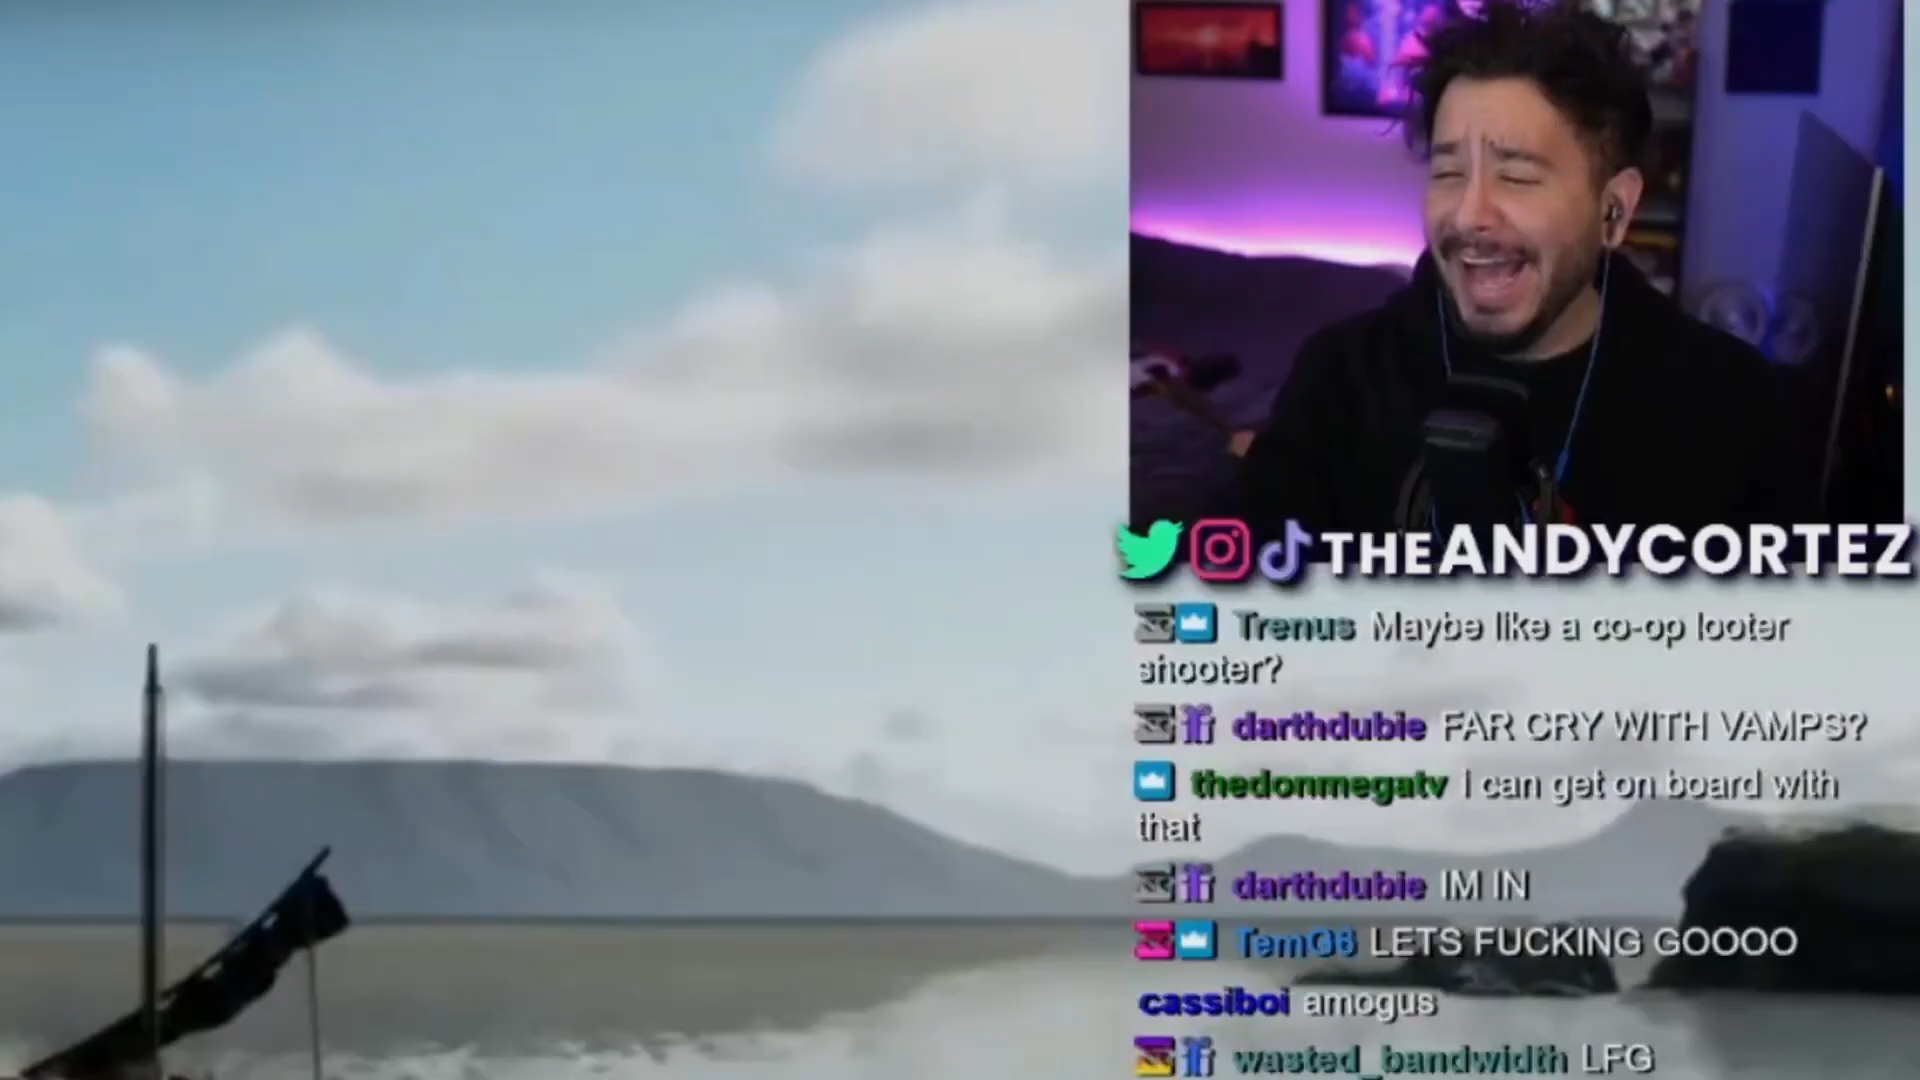 THEANDYCORTEZ
Trenus Maybe like a co-op looter
shooter?
darthdubie FAR CRY WITH VAMPS?
thedonmegatv I can get on board with
that
darthdubie IM IN
TemG6 LETS FUCKING GOOOO
cassiboi amogus
wasted_bandwidth LFG